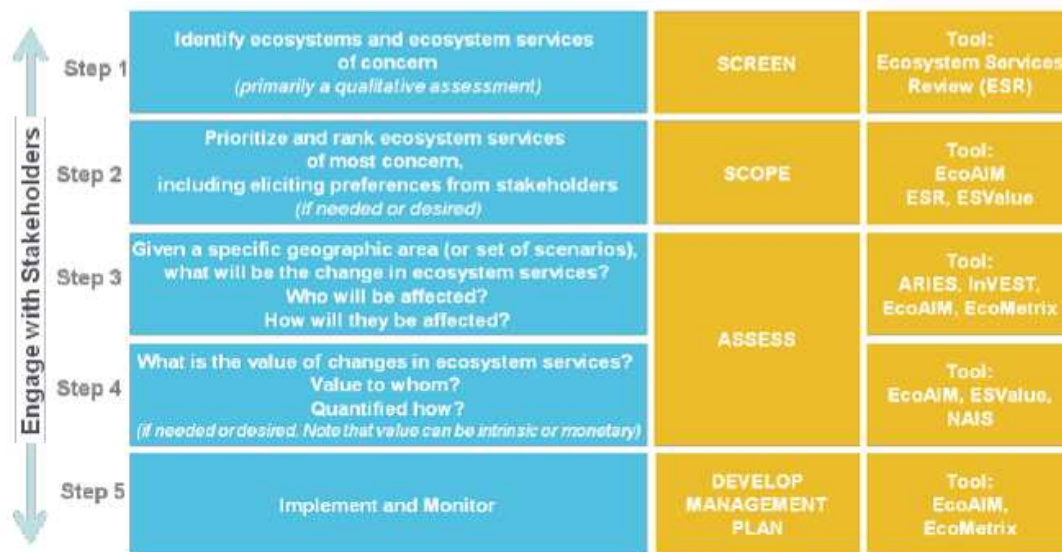 Engage with Stakeholders
Step 1
Identify ecosystems and ecosystem services
of concern
(primarily a qualitative assessment)
SCREEN
Tool:
Ecosystem Services
Review (ESR)
Step 2
Prioritize and rank ecosystem services
of most concern,
including eliciting preferences from stakeholders
(if needed or desired)
SCOPE
Tool:
EcoAIM
ESR, ESValue
Step 3
Given a specific geographic area (or set of scenarios),
what will be the change in ecosystem services?
Who will be affected?
How will they be affected?
ASSESS
Tool:
ARIES, InVEST,
EcoAIM, EcoMetrix
Step 4
What is the value of changes in ecosystem services?
Value to whom?
Quantified how?
(if needed or desired. Note that value can be intrinsic or monetary)
Tool:
EcoAIM, ESValue,
NAIS
Step 5
Implement and Monitor
DEVELOP
MANAGEMENT
PLAN
Tool:
EcoAIM,
EcoMetrix